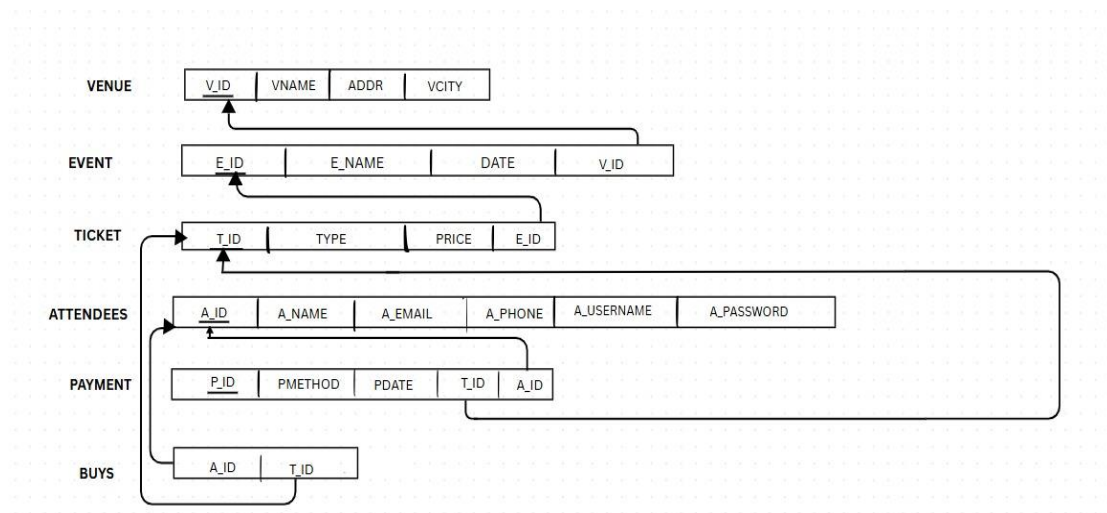 VENUE V_ID VNAME ADDR VCITY
EVENT E_ID E_NAME DATE V_ID
TICKET T_ID TYPE PRICE E_ID
ATTENDEES A_ID A_NAME A_EMAIL A_PHONE A_USERNAME A_PASSWORD
PAYMENT P_ID PMETHOD PDATE T_ID A_ID
BUYS A_ID T_ID